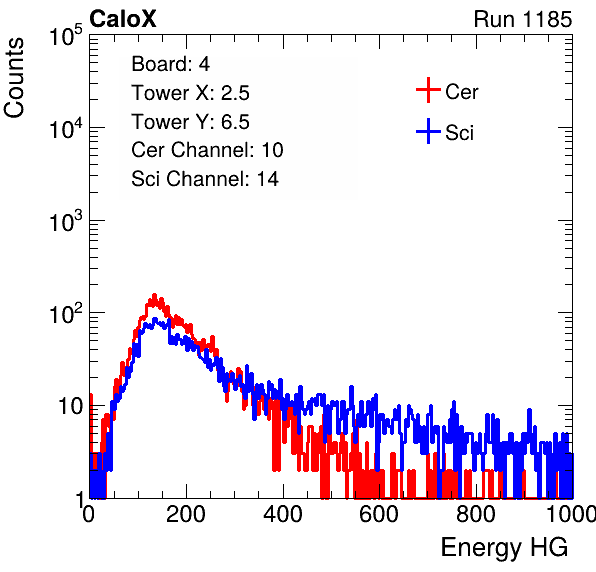 CaloX Run 1185
Counts
Board: 4
Tower X: 2.5
Tower Y: 6.5
Cer Channel: 10
Sci Channel: 14
Cer
Sci
10^5
10^4
10^3
10^2
10
1
0 200 400 600 800 1000
Energy HG